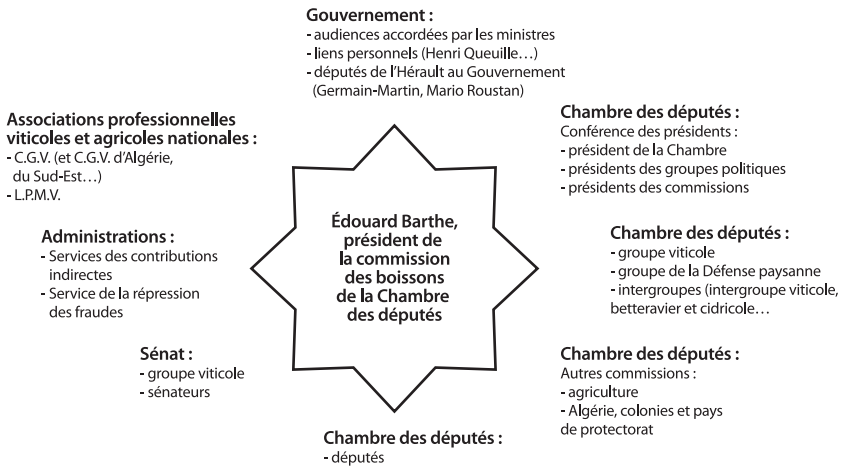 Gouvernement :
- audiences accordées par les ministres
- liens personnels (Henri Queuille…)
- députés de l'Hérault au Gouvernement
(Germain-Martin, Mario Roustan)
Associations professionnelles
viticoles et agricoles nationales :
- C.G.V. (et C.G.V. d'Algérie,
du Sud-Est…)
- L.P.M.V.
Chambre des députés :
Conférence des présidents :
- président de la Chambre
- présidents des groupes politiques
- présidents des commissions
Édouard Barthe,
président de
la commission
des boissons
de la Chambre
des députés
Administrations :
- Services des contributions
indirectes
- Service de la répression
des fraudes
Chambre des députés :
- groupe viticole
- groupe de la Défense paysanne
- intergroupes (intergroupe viticole,
betteravier et cidricole…
Sénat :
- groupe viticole
- sénateurs
Chambre des députés :
Autres commissions :
- agriculture
- Algérie, colonies et pays
de protectorat
Chambre des députés :
- députés